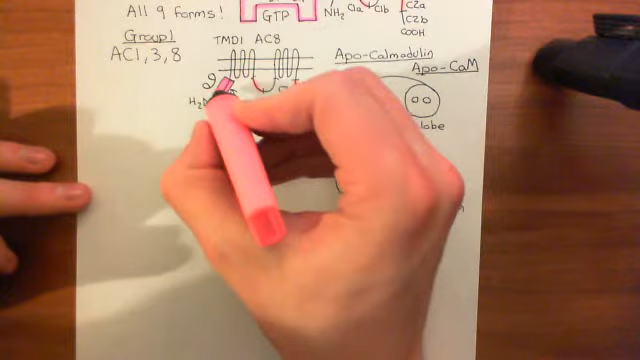 All 9 forms!
GTP
NH2 C1a C1b
C2a
C2b
COOH
Group 1
AC1, 3, 8
TMD1 AC8
Apo-Calmodulin
Apo-CaM
lobe